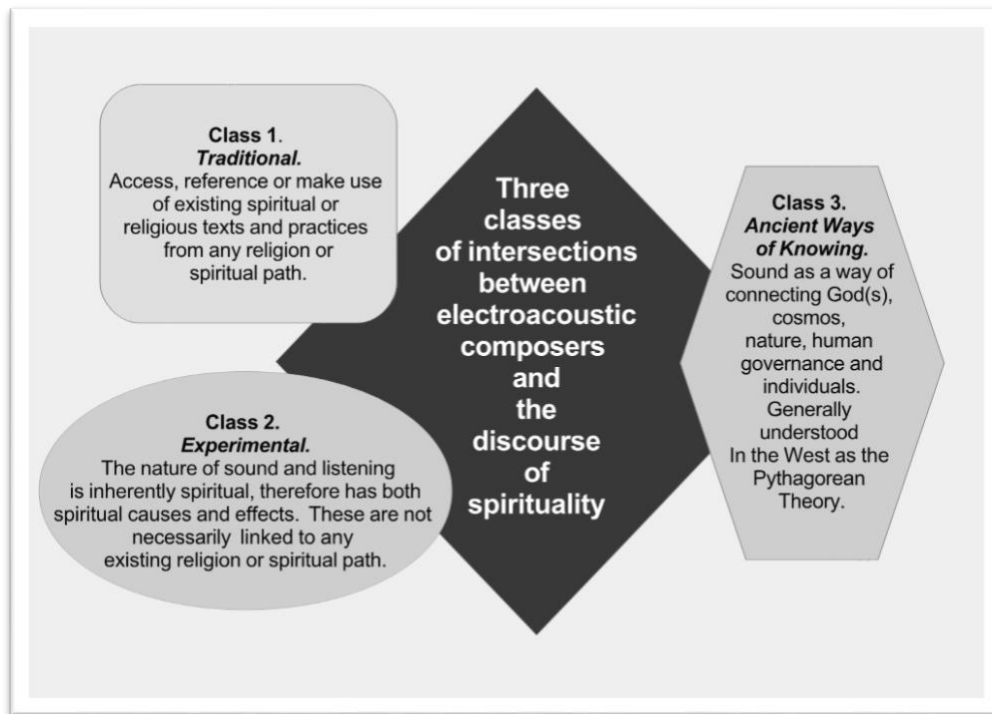 Class 1.
Traditional.
Access, reference or make use
of existing spiritual or
religious texts and practices
from any religion or
spiritual path.
Three
classes
of intersections
between
electroacoustic
composers
and
the
discourse
of
spirituality
Class 2.
Experimental.
The nature of sound and listening
is inherently spiritual, therefore has both
spiritual causes and effects. These are not
necessarily linked to any
existing religion or spiritual path.
Class 3.
Ancient Ways
of Knowing.
Sound as a way of
connecting God(s),
cosmos,
nature, human
governance and
individuals.
Generally
understood
In the West as the
Pythagorean
Theory.